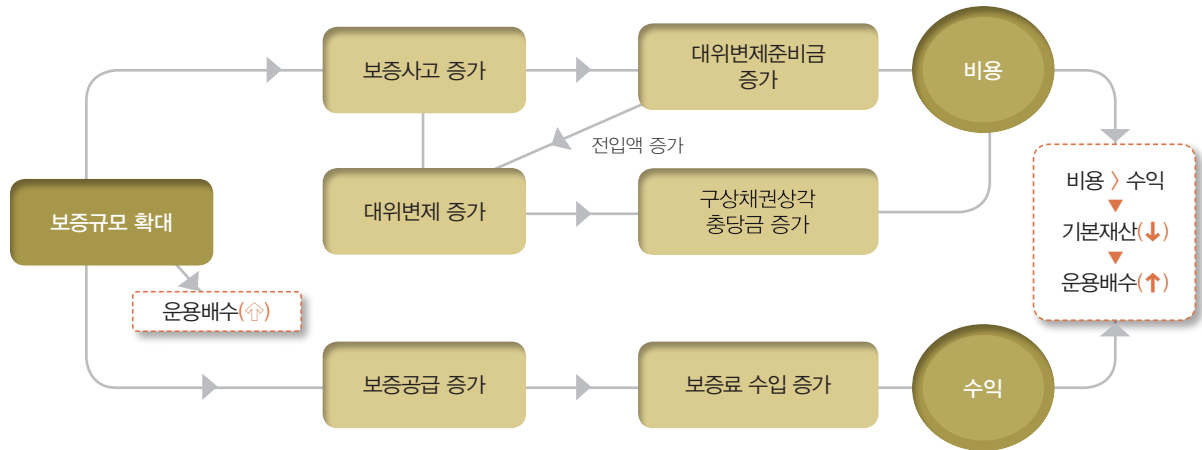 보증사고 증가
대위변제준비금
증가
비용
전입액 증가
비용 〉 수익
▼
기본재산(↓)
▼
운용배수(↑)
보증규모 확대
대위변제 증가
구상채권상각
충당금 증가
운용배수(⇧)
보증공급 증가
보증료 수입 증가
수익